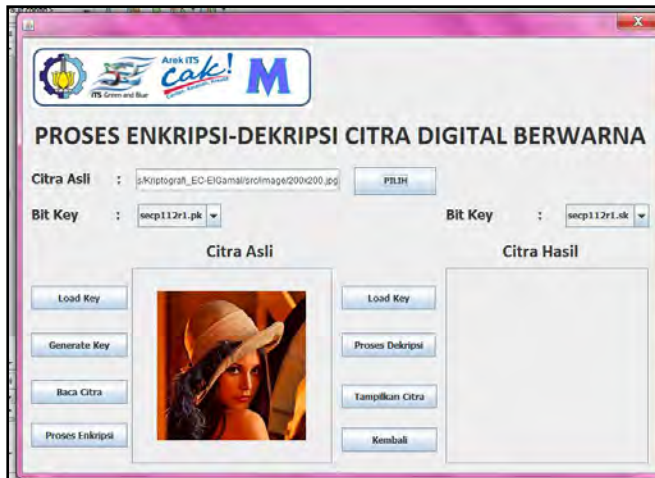 Arek ITS
cak!
ITS Green and Blue
M
PROSES ENKRIPSI-DEKRIPSI CITRA DIGITAL BERWARNA
Citra Asli : s/Kriptografi_EC-ElGamal/src/image/200x200.jpg PILIH
Bit Key : secp112r1.pk Bit Key : secp112r1.sk
Citra Asli Citra Hasil
Load Key Load Key
Generate Key Proses Dekripsi
Baca Citra Tampilkan Citra
Proses Enkripsi Kembali